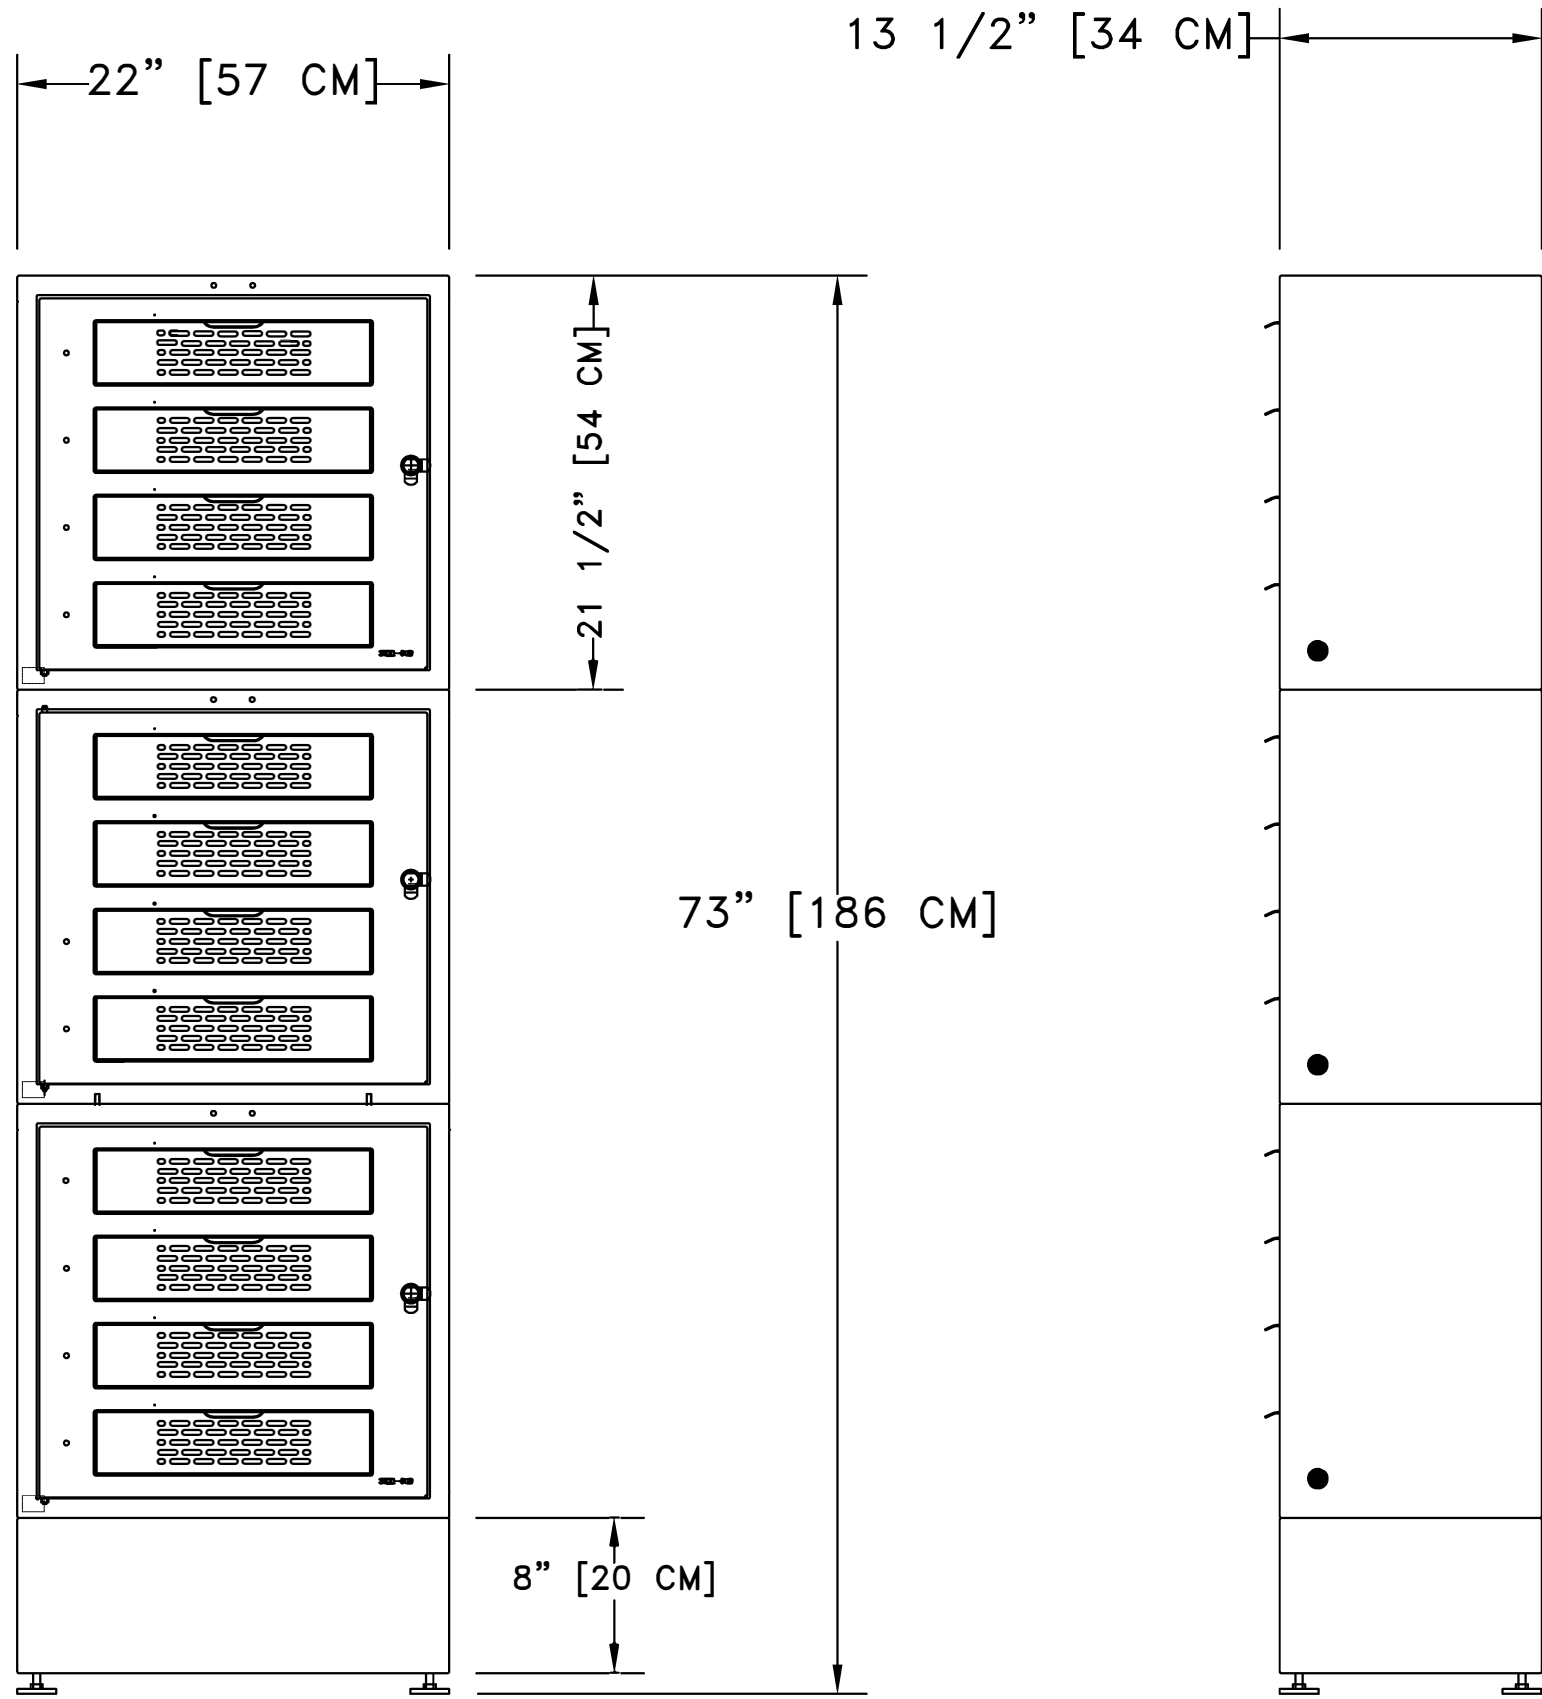 13 1/2” [34 CM]
22” [57 CM]
21 1/2” [54 CM]
73” [186 CM]
8” [20 CM]